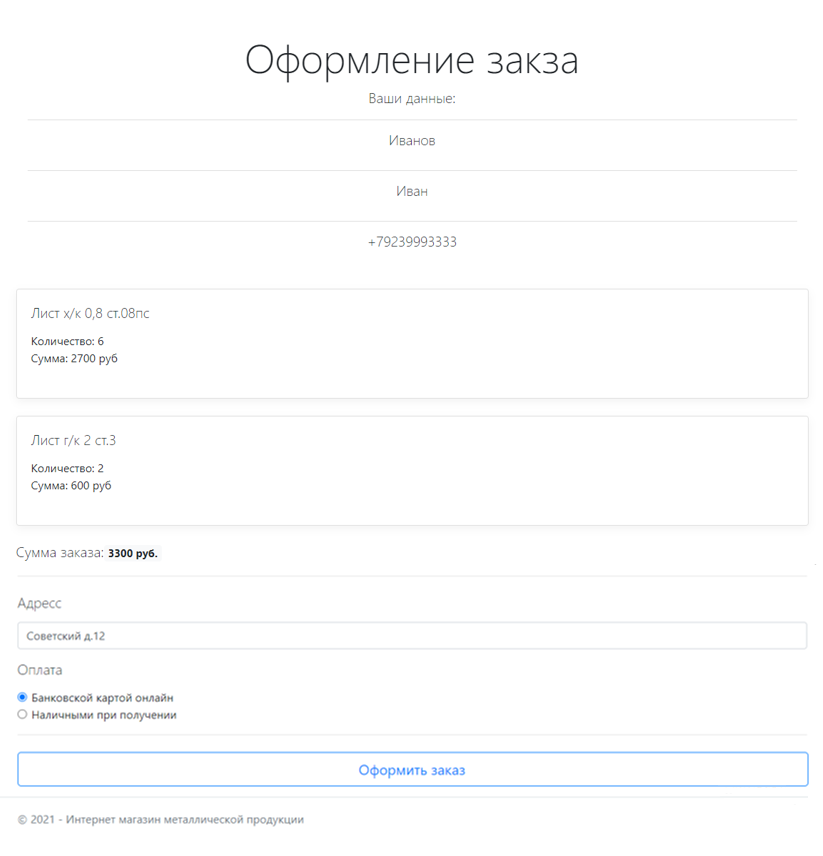 Оформление закза
Ваши данные:
Иванов
Иван
+79239993333
Лист х/к 0,8 ст.08пс
Количество: 6
Сумма: 2700 руб
Лист г/к 2 ст.3
Количество: 2
Сумма: 600 руб
Сумма заказа: 3300 руб.
Адресс
Советский д.12
Оплата
Банковской картой онлайн
Наличными при получении
Оформить заказ
© 2021 - Интернет магазин металлической продукции